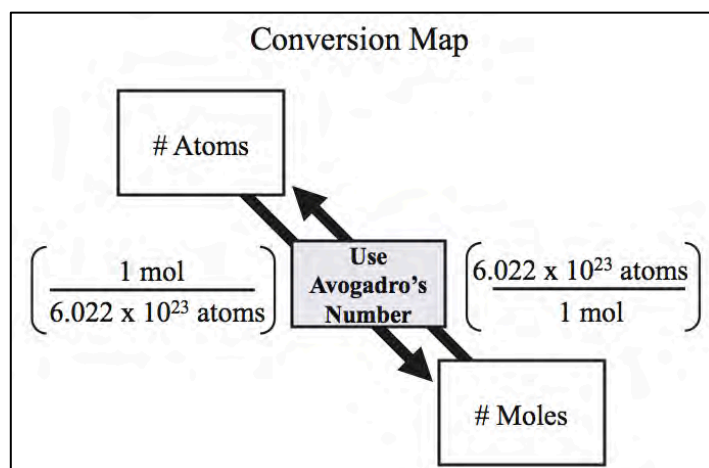 Conversion Map
# Atoms
1 mol
6.022 x 10²³ atoms
Use
Avogadro's
Number
6.022 x 10²³ atoms
1 mol
# Moles